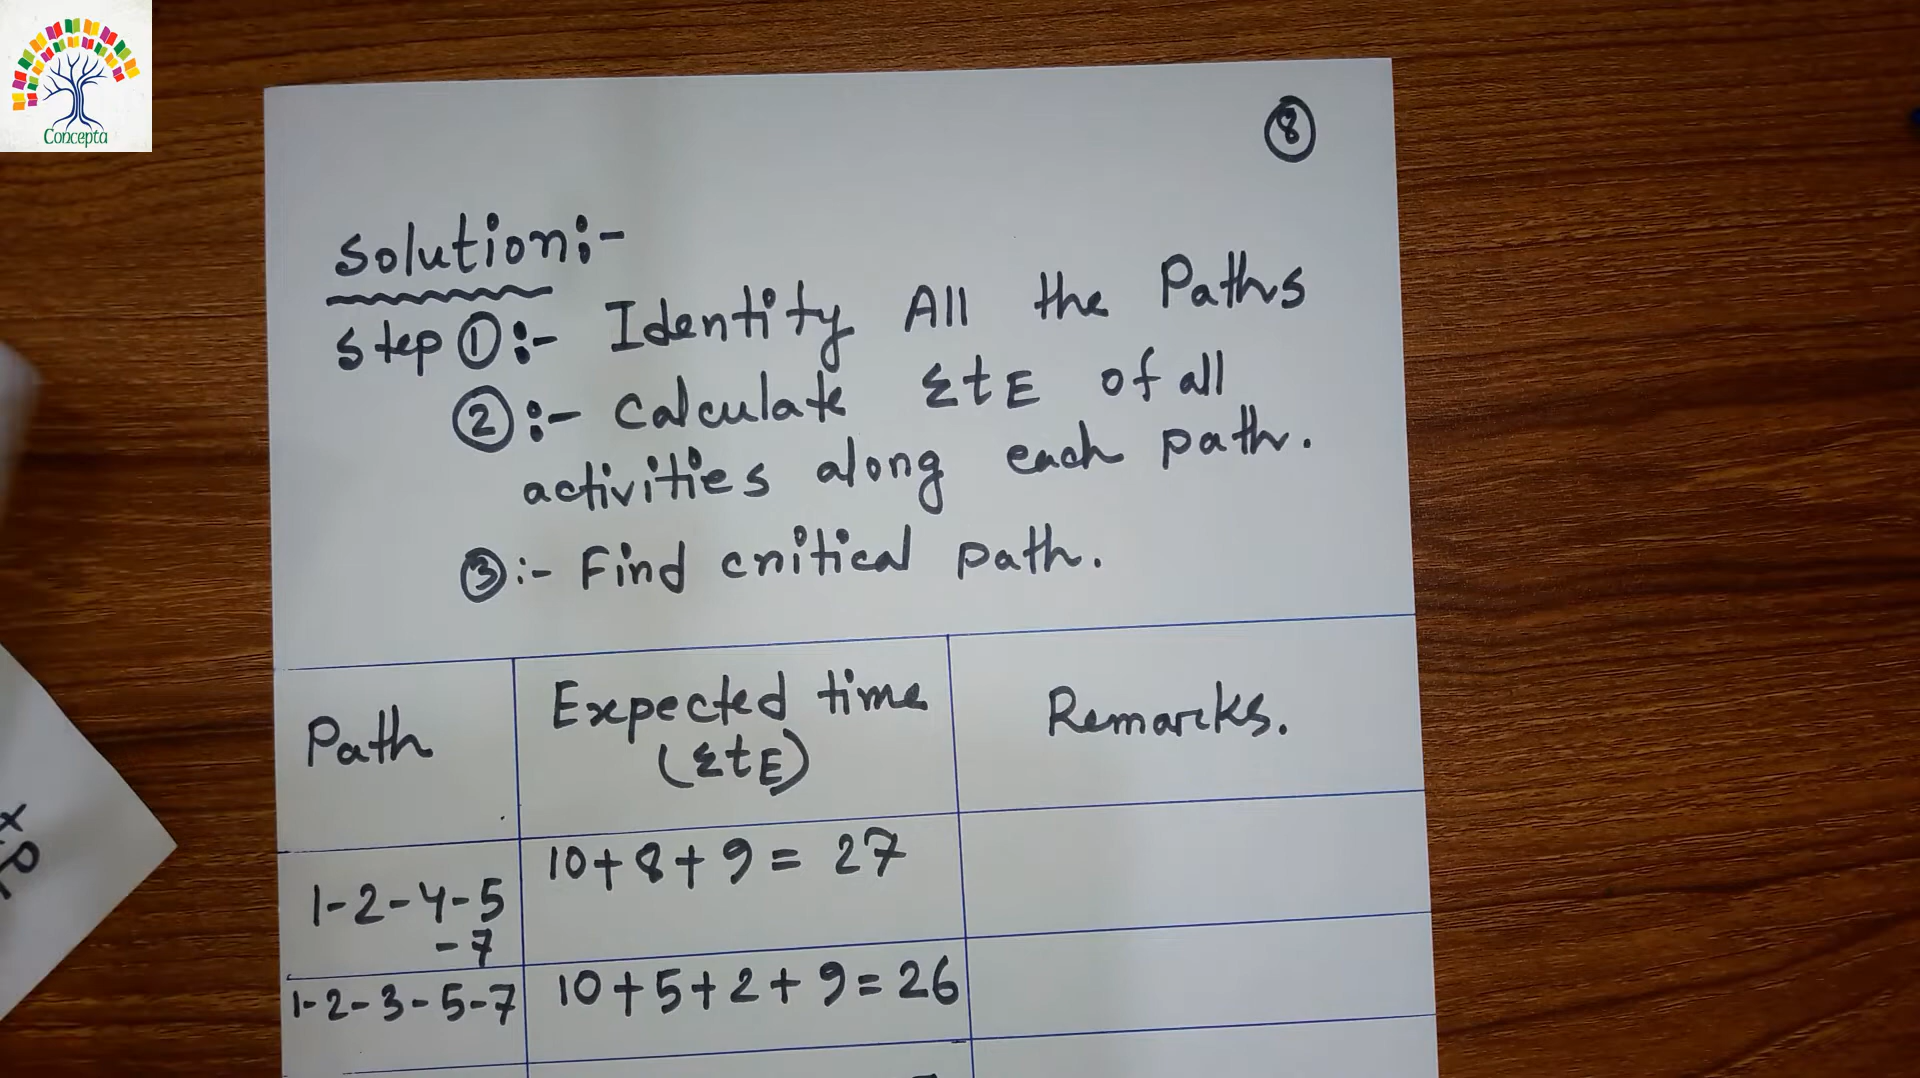 Concepta
8
Solution:-
Step ①:- Identity All the Paths
②:- Calculate ΣtE of all
activities along each path.
③:- Find critical path.
Path Expected time Remarks.
(ΣtE)
10+8+9=27
1-2-4-5
-7
1-2-3-5-7 10+5+2+9=26